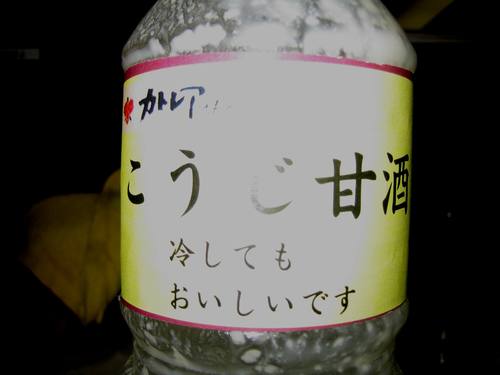 カトレア
こうじ甘酒
冷しても
おいしいです